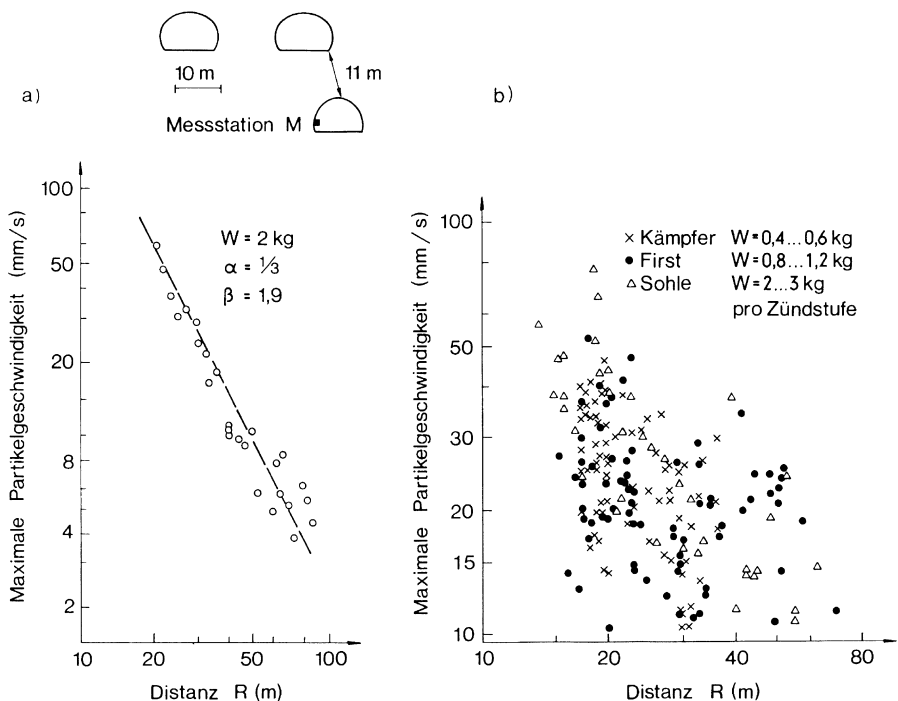 a)
10 m
11 m
Messstation M
Maximale Partikelgeschwindigkeit (mm/s)
100
50
20
10
8
4
2
W = 2 kg
α = ⅓
β = 1,9
10
20
50
100
Distanz R (m)
b)
Maximale Partikelgeschwindigkeit (mm/s)
100
50
30
20
15
10
× Kämpfer W = 0,4...0,6 kg
● First W = 0,8...1,2 kg
△ Sohle W = 2...3 kg
pro Zündstufe
10
20
40
80
Distanz R (m)